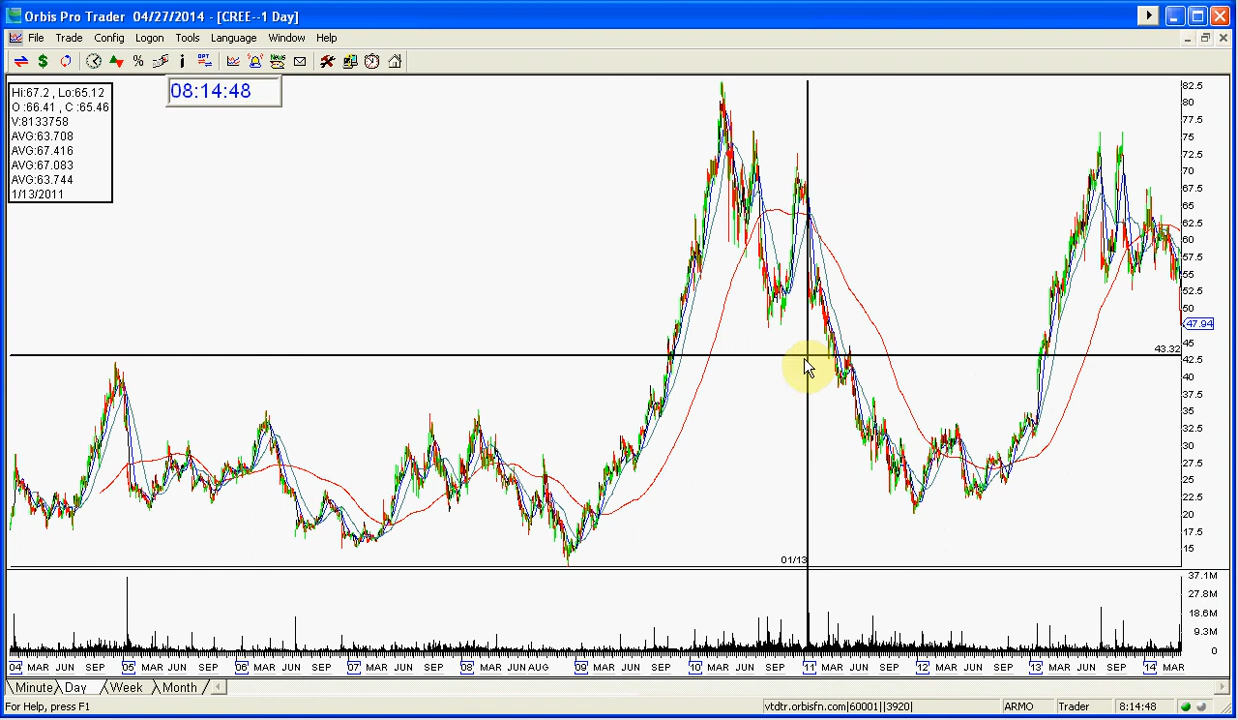 Orbis Pro Trader 04/27/2014 - [CREE--1 Day]
File Trade Config Logon Tools Language Window Help
08:14:48
Hi:67.2 , Lo:65.12
O :66.41 , C :65.46
V:8133758
AVG:63.708
AVG:67.416
AVG:67.083
AVG:63.744
1/13/2011
82.5
80
77.5
75
72.5
70
67.5
65
62.5
60
57.5
55
52.5
50
47.94
45
43.32
42.5
40
37.5
35
32.5
30
27.5
25
22.5
20
17.5
15
01/13
37.1M
27.8M
18.6M
9.3M
0
04 MAR JUN SEP 05 MAR JUN SEP 06 MAR JUN SEP 07 MAR JUN SEP 08 MAR JUN AUG 09 MAR JUN SEP 10 MAR JUN SEP 11 MAR JUN SEP 12 MAR JUN SEP 13 MAR JUN SEP 14 MAR
Minute Day Week Month
For Help, press F1 vtdtr.orbisfn.com|60001||3920| ARMO Trader 8:14:48